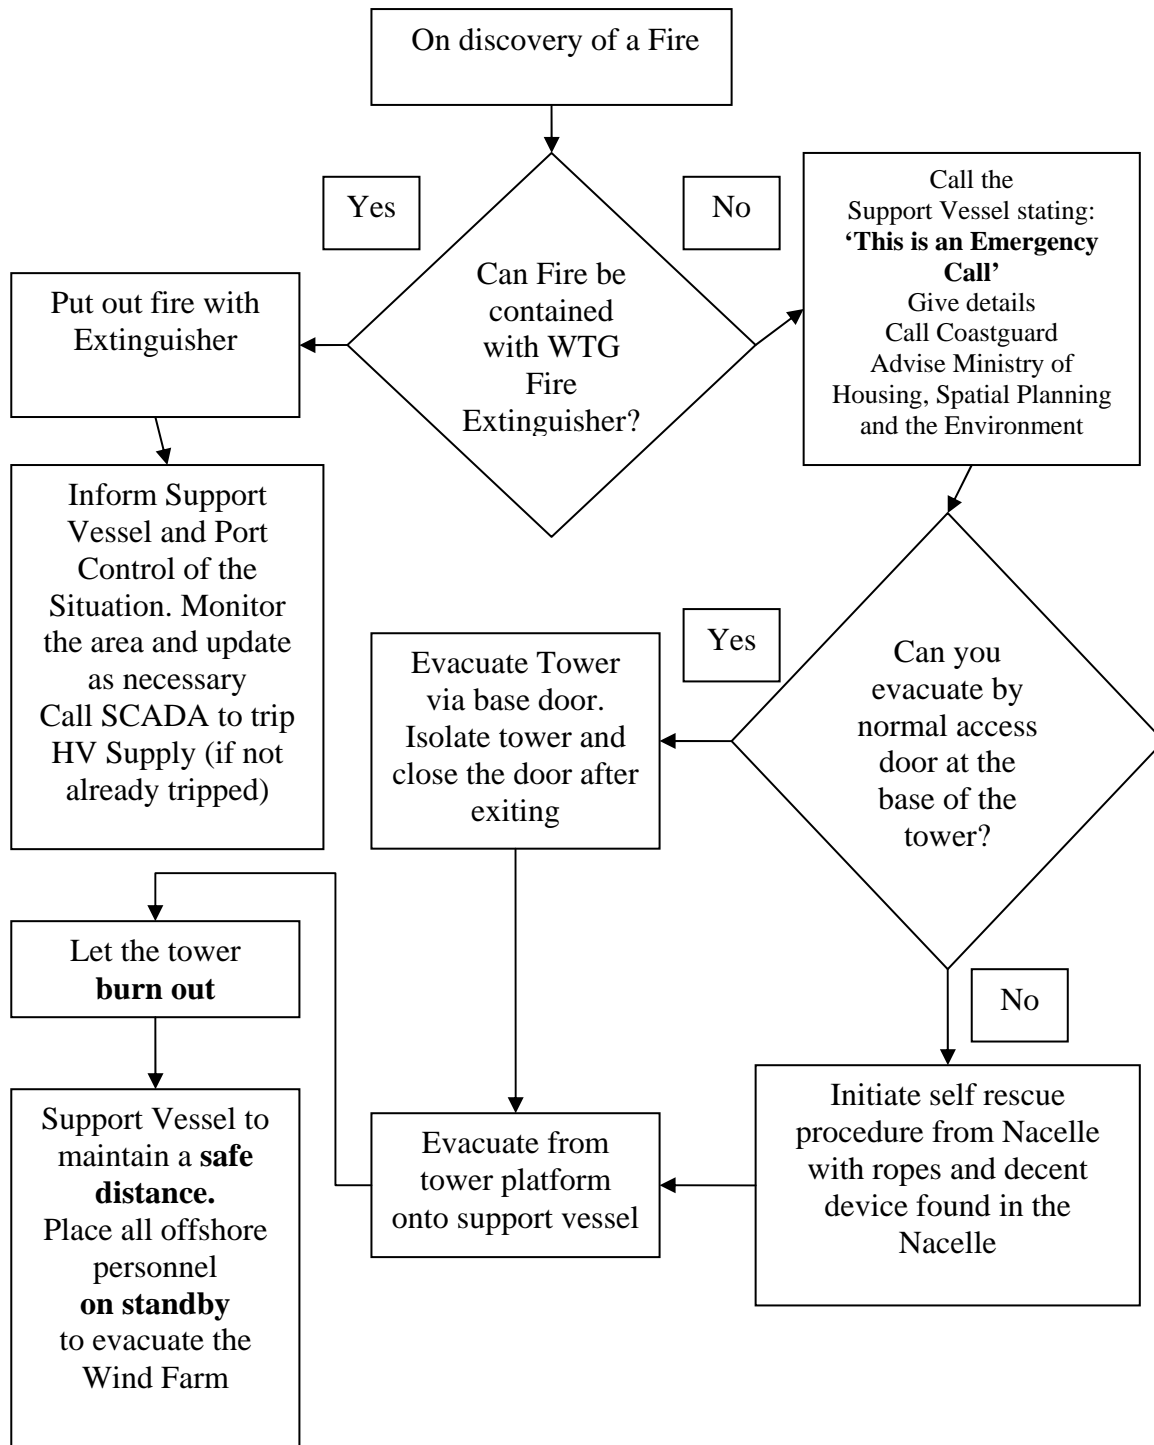 On discovery of a Fire
Yes
No
Can Fire be
contained
with WTG
Fire
Extinguisher?
Call the
Support Vessel stating:
‘This is an Emergency
Call’
Give details
Call Coastguard
Advise Ministry of
Housing, Spatial Planning
and the Environment
Put out fire with
Extinguisher
Inform Support
Vessel and Port
Control of the
Situation. Monitor
the area and update
as necessary
Call SCADA to trip
HV Supply (if not
already tripped)
Yes
Can you
evacuate by
normal access
door at the
base of the
tower?
Evacuate Tower
via base door.
Isolate tower and
close the door after
exiting
No
Let the tower
burn out
Initiate self rescue
procedure from Nacelle
with ropes and decent
device found in the
Nacelle
Evacuate from
tower platform
onto support vessel
Support Vessel to
maintain a safe
distance.
Place all offshore
personnel
on standby
to evacuate the
Wind Farm